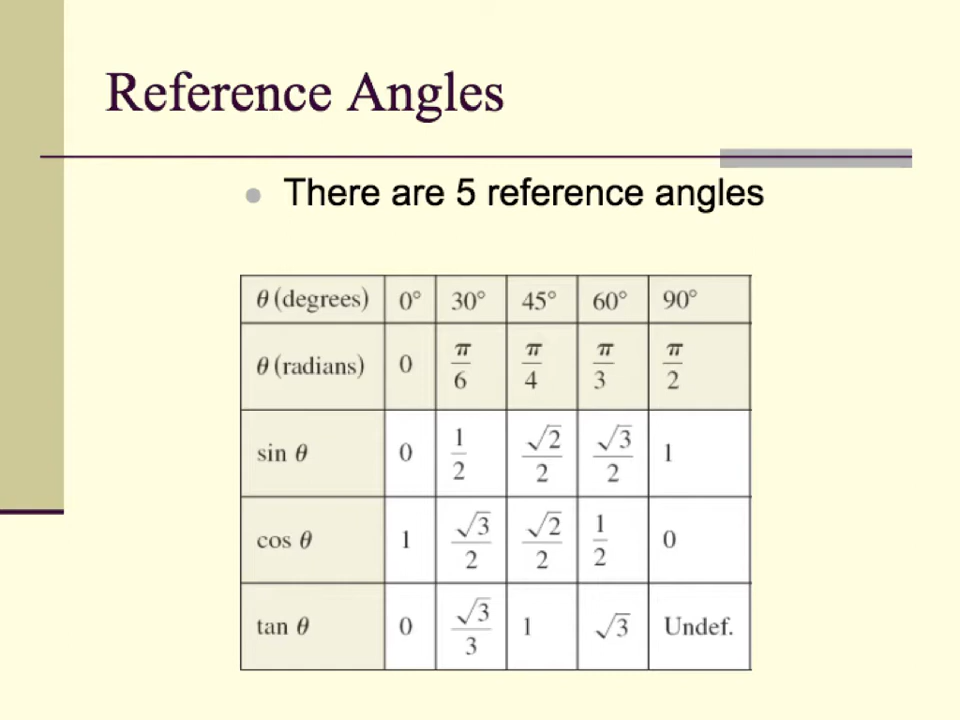 Reference Angles
There are 5 reference angles
θ (degrees) 0° 30° 45° 60° 90°
θ (radians) 0 π/6 π/4 π/3 π/2
sin θ 0 1/2 √2/2 √3/2 1
cos θ 1 √3/2 √2/2 1/2 0
tan θ 0 √3/3 1 √3 Undef.